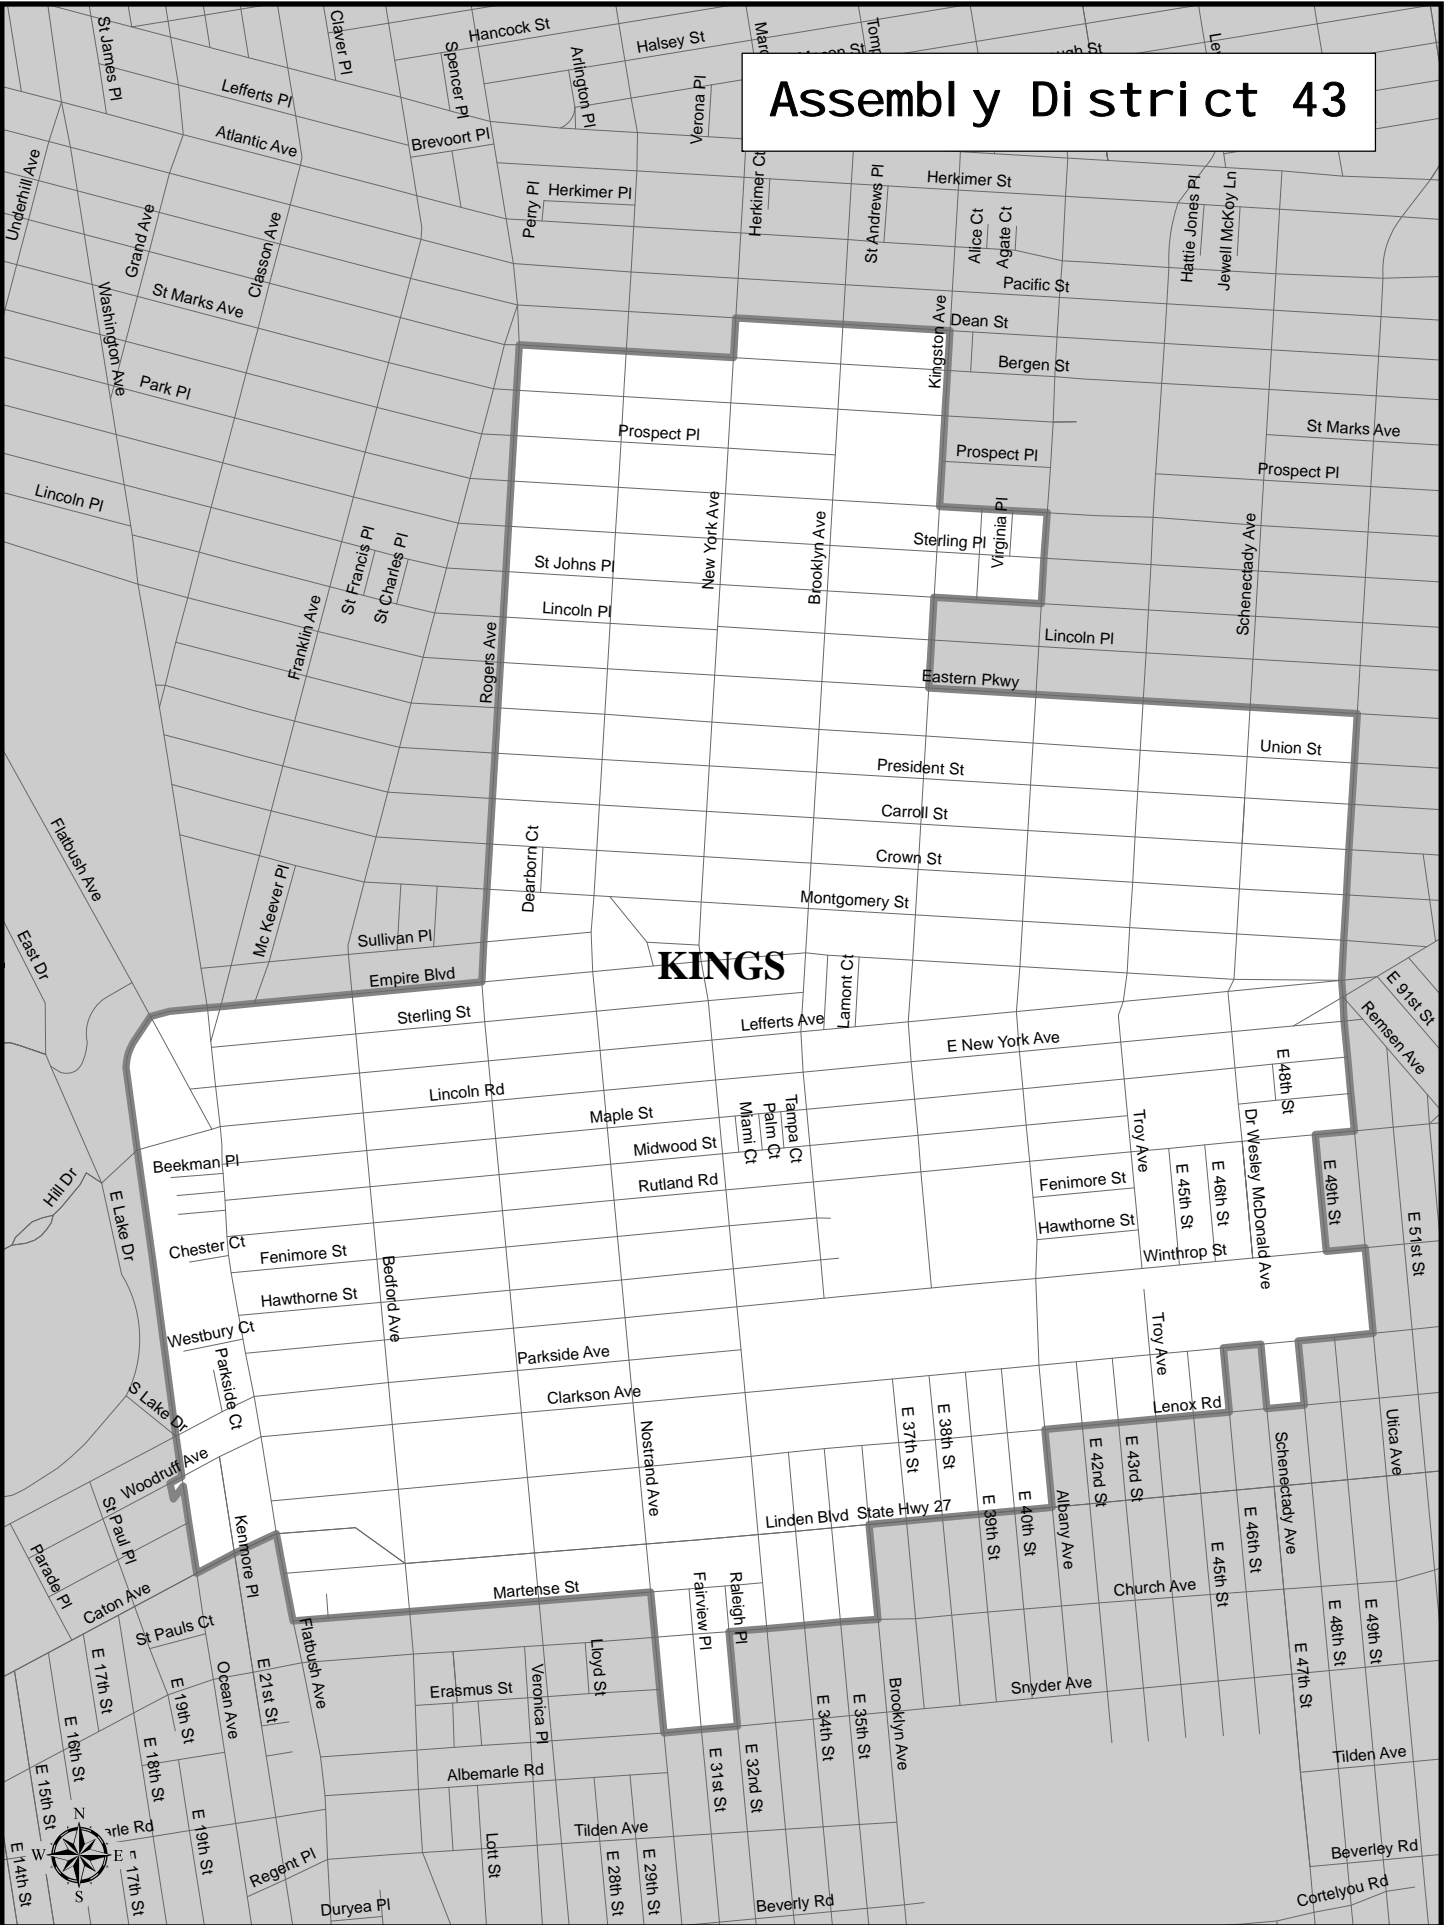 Assembly District 43
KINGS
St James Pl
Claver Pl
Spencer Pl
Hancock St
Arlington Pl
Halsey St
Verona Pl
Lefferts Pl
Atlantic Ave
Brevoort Pl
Underhill Ave
Grand Ave
Classon Ave
Perry Pl
Herkimer Pl
Herkimer Ct
St Andrews Pl
Herkimer St
Alice Ct
Agate Ct
Hattie Jones Pl
Jewell McKoy Ln
Pacific St
Washington Ave
St Marks Ave
Kingston Ave
Dean St
Bergen St
Park Pl
Prospect Pl
Prospect Pl
St Marks Ave
Prospect Pl
Lincoln Pl
St Francis Pl
St Charles Pl
New York Ave
Brooklyn Ave
Sterling Pl
Virginia Pl
Schenectady Ave
St Johns Pl
Lincoln Pl
Lincoln Pl
Franklin Ave
Rogers Ave
Eastern Pkwy
Union St
President St
Carroll St
Crown St
Montgomery St
Flatbush Ave
Dearborn Ct
Mc Keever Pl
Sullivan Pl
Empire Blvd
East Dr
Sterling St
Lamont Ct
Lefferts Ave
E New York Ave
E 91st St
Remsen Ave
Lincoln Rd
Maple St
Midwood St
Rutland Rd
Miami Ct
Palm Ct
Tampa Ct
E 48th St
Troy Ave
Dr Wesley McDonald Ave
Beekman Pl
Hill Dr
E Lake Dr
Fenimore St
Hawthorne St
E 45th St
E 46th St
E 49th St
E 51st St
Winthrop St
Chester Ct
Fenimore St
Hawthorne St
Bedford Ave
Westbury Ct
Parkside Ct
Parkside Ave
Clarkson Ave
Troy Ave
Lenox Rd
S Lake Dr
Woodruff Ave
Nostrand Ave
E 37th St
E 38th St
E 39th St
E 40th St
Albany Ave
E 42nd St
E 43rd St
Schenectady Ave
Utica Ave
Linden Blvd State Hwy 27
St Paul Pl
Kenmore Pl
Parade Pl
Caton Ave
St Pauls Ct
Martense St
Fairview Pl
Raleigh Pl
Church Ave
E 45th St
E 46th St
E 47th St
E 48th St
E 49th St
E 17th St
E 19th St
Ocean Ave
E 21st St
Flatbush Ave
Lloyd St
Erasmus St
Veronica Pl
Snyder Ave
E 16th St
E 15th St
E 18th St
E 34th St
E 35th St
Brooklyn Ave
E 31st St
E 32nd St
Albemarle Rd
Tilden Ave
Tilden Ave
E 19th St
E 14th St
arle Rd
17th St
Regent Pl
Duryea Pl
Lott St
E 28th St
E 29th St
Beverly Rd
Beverley Rd
Cortelyou Rd
N
W
E
S